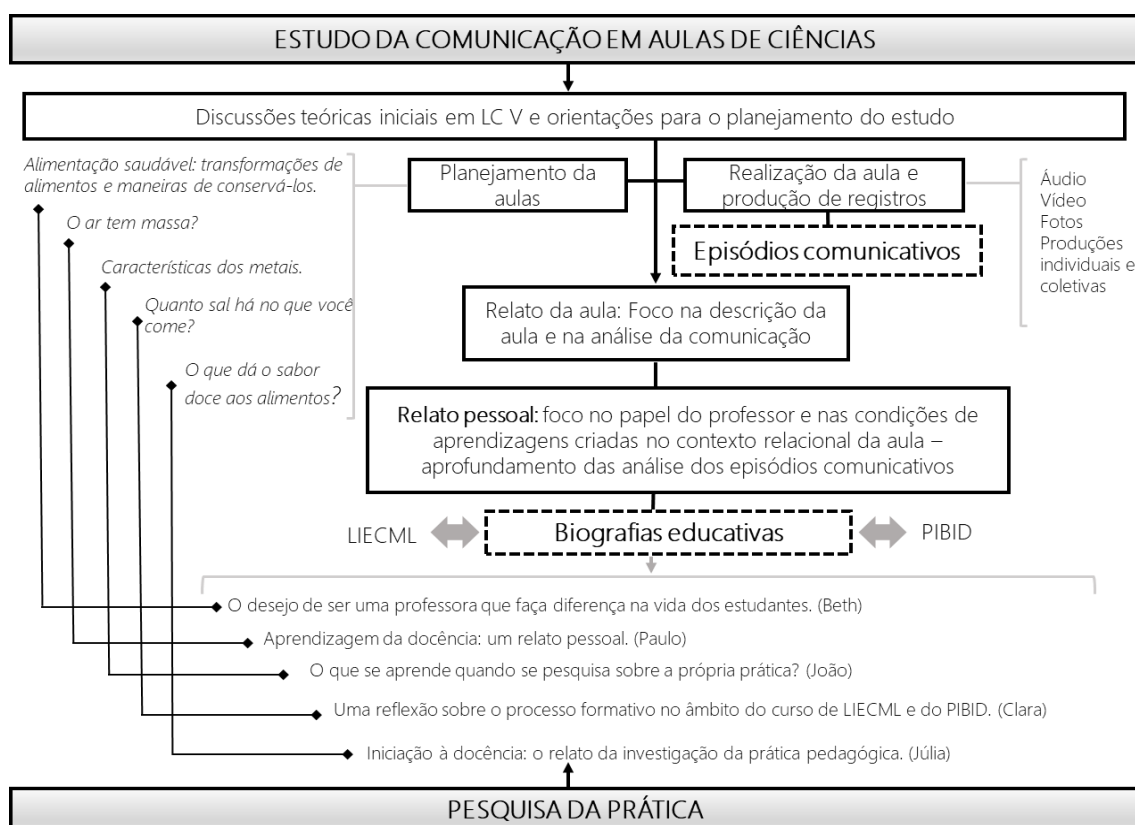 ESTUDO DA COMUNICAÇÃO EM AULAS DE CIÊNCIAS
Discussões teóricas iniciais em LC V e orientações para o planejamento do estudo
Alimentação saudável: transformações de
alimentos e maneiras de conservá-los.
O ar tem massa?
Características dos metais.
Quanto sal há no que você
come?
O que dá o sabor
doce aos alimentos?
Planejamento da
aulas
Realização da aula e
produção de registros
Áudio
Vídeo
Fotos
Produções
individuais e
coletivas
Episódios comunicativos
Relato da aula: Foco na descrição da
aula e na análise da comunicação
Relato pessoal: foco no papel do professor e nas condições de
aprendizagens criadas no contexto relacional da aula –
aprofundamento das análise dos episódios comunicativos
LIECML
Biografias educativas
PIBID
O desejo de ser uma professora que faça diferença na vida dos estudantes. (Beth)
Aprendizagem da docência: um relato pessoal. (Paulo)
O que se aprende quando se pesquisa sobre a própria prática? (João)
Uma reflexão sobre o processo formativo no âmbito do curso de LIECML e do PIBID. (Clara)
Iniciação à docência: o relato da investigação da prática pedagógica. (Júlia)
PESQUISA DA PRÁTICA